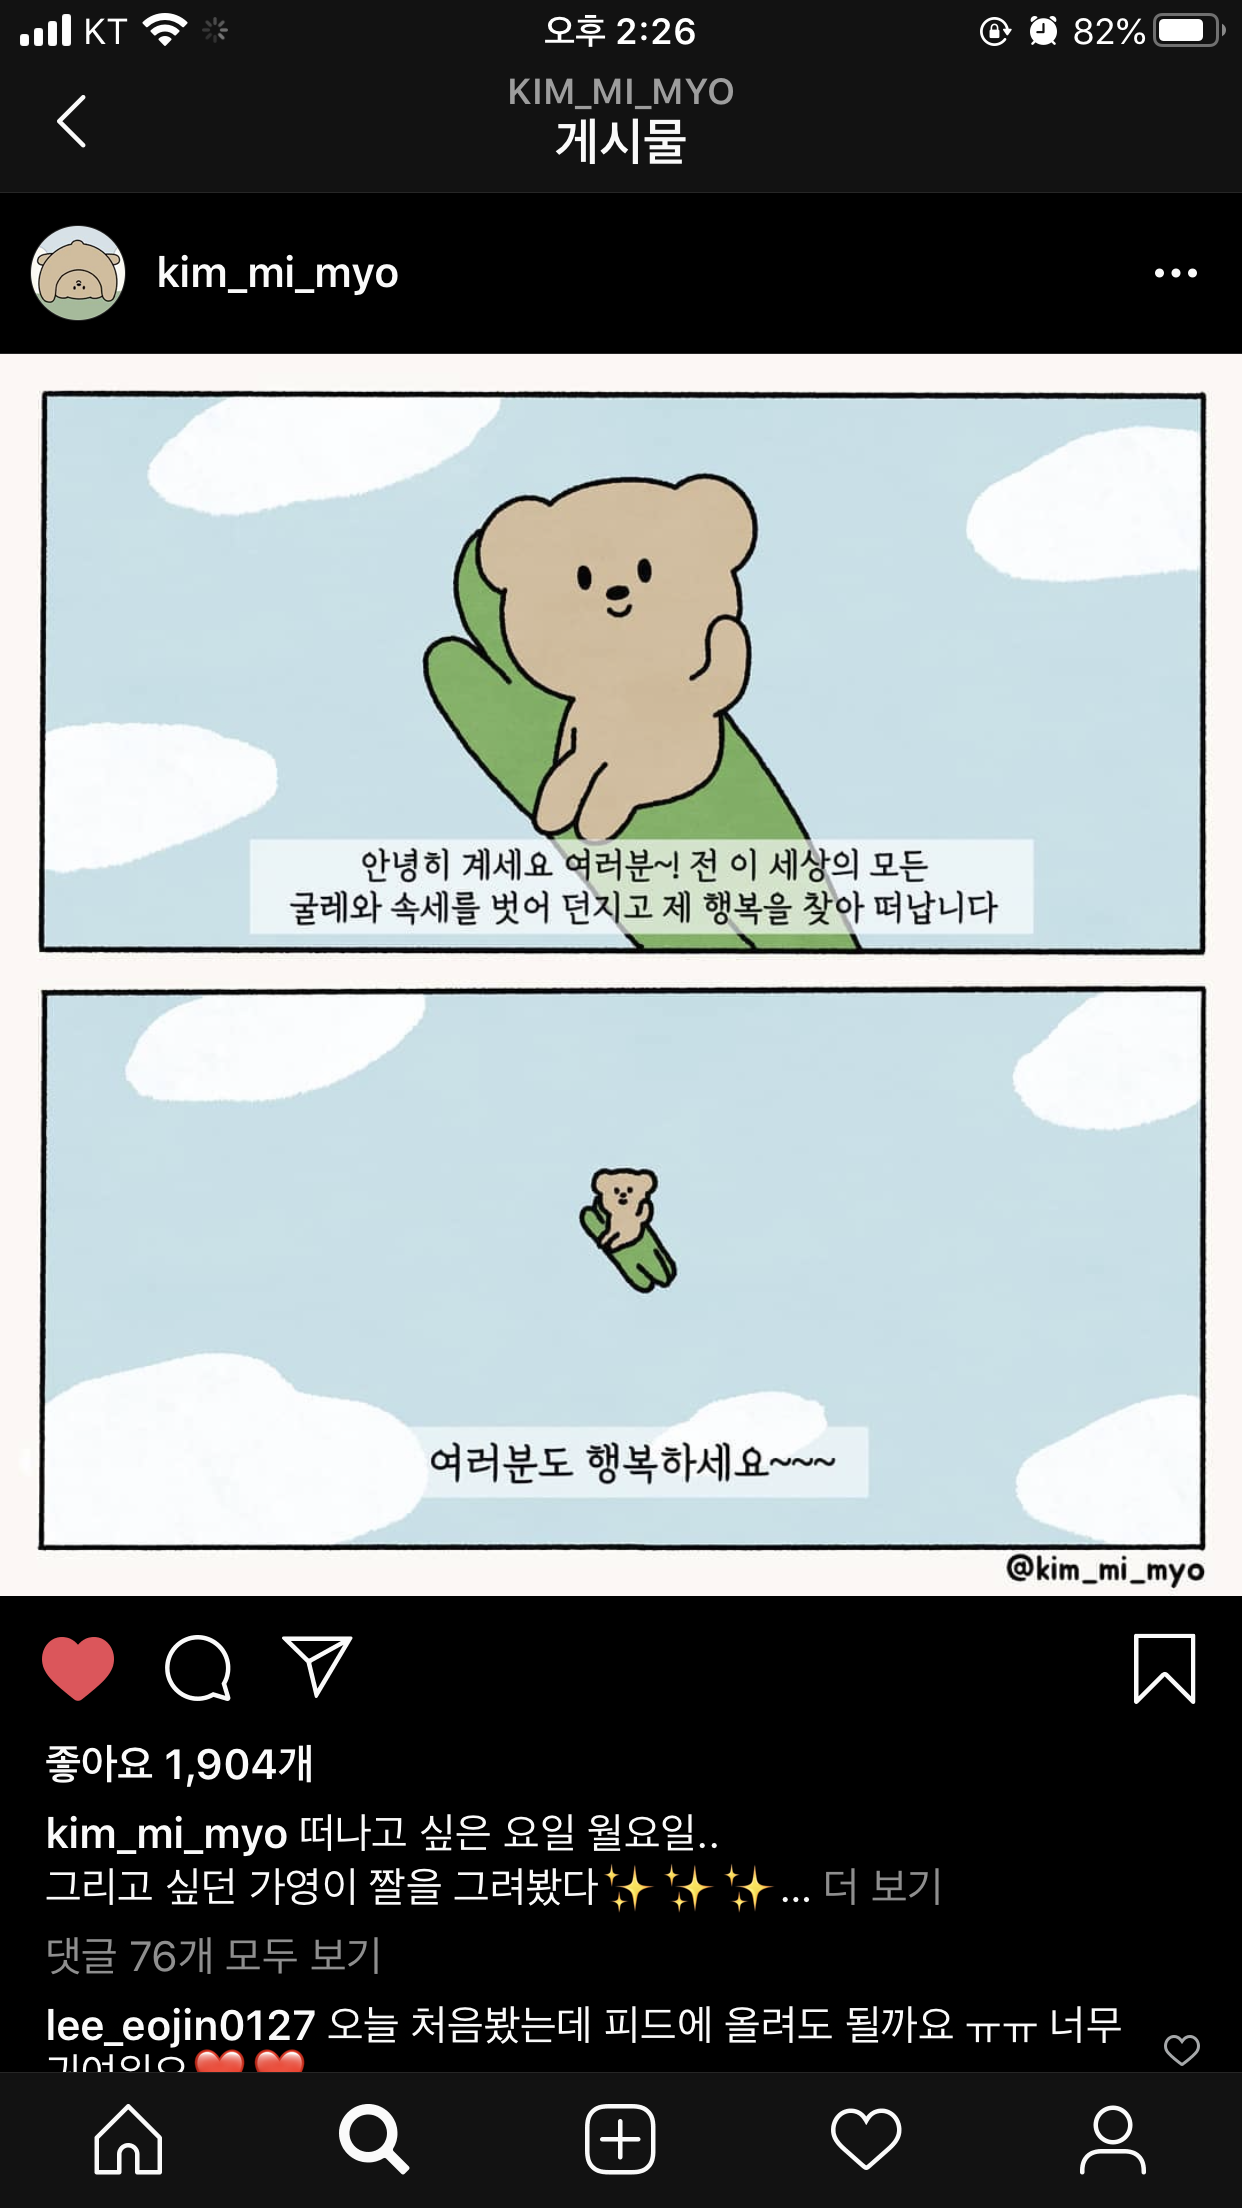 KT
오후 2:26
82%
KIM_MI_MYO
게시물
kim_mi_myo
안녕히 계세요 여러분~! 전 이 세상의 모든
굴레와 속세를 벗어 던지고 제 행복을 찾아 떠납니다
여러분도 행복하세요~~~
@kim_mi_myo
좋아요 1,904개
kim_mi_myo 떠나고 싶은 요일 월요일..
그리고 싶던 가영이 짤을 그려봤다✨✨✨... 더 보기
댓글 76개 모두 보기
lee_eojin0127 오늘 처음봤는데 피드에 올려도 될까요 ㅠㅠ 너무